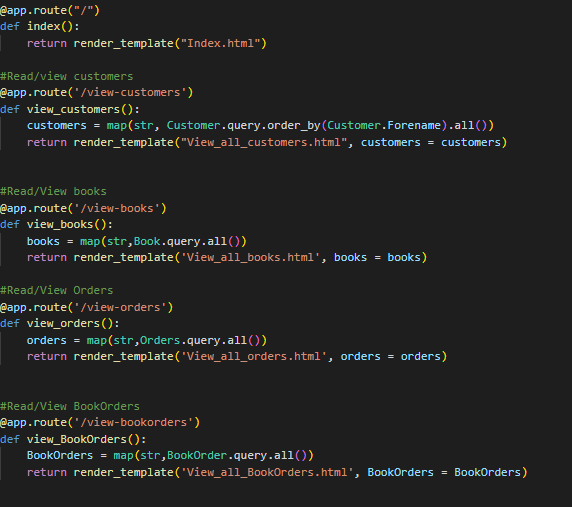 @app.route("/")
def index():
    return render_template("Index.html")
#Read/view customers
@app.route('/view-customers')
def view_customers():
    customers = map(str, Customer.query.order_by(Customer.Forename).all())
    return render_template("View_all_customers.html", customers = customers)
#Read/View books
@app.route('/view-books')
def view_books():
    books = map(str,Book.query.all())
    return render_template('View_all_books.html', books = books)
#Read/View Orders
@app.route('/view-orders')
def view_orders():
    orders = map(str,Orders.query.all())
    return render_template('View_all_orders.html', orders = orders)
#Read/View BookOrders
@app.route('/view-bookorders')
def view_BookOrders():
    BookOrders = map(str,BookOrder.query.all())
    return render_template('View_all_BookOrders.html', BookOrders = BookOrders)